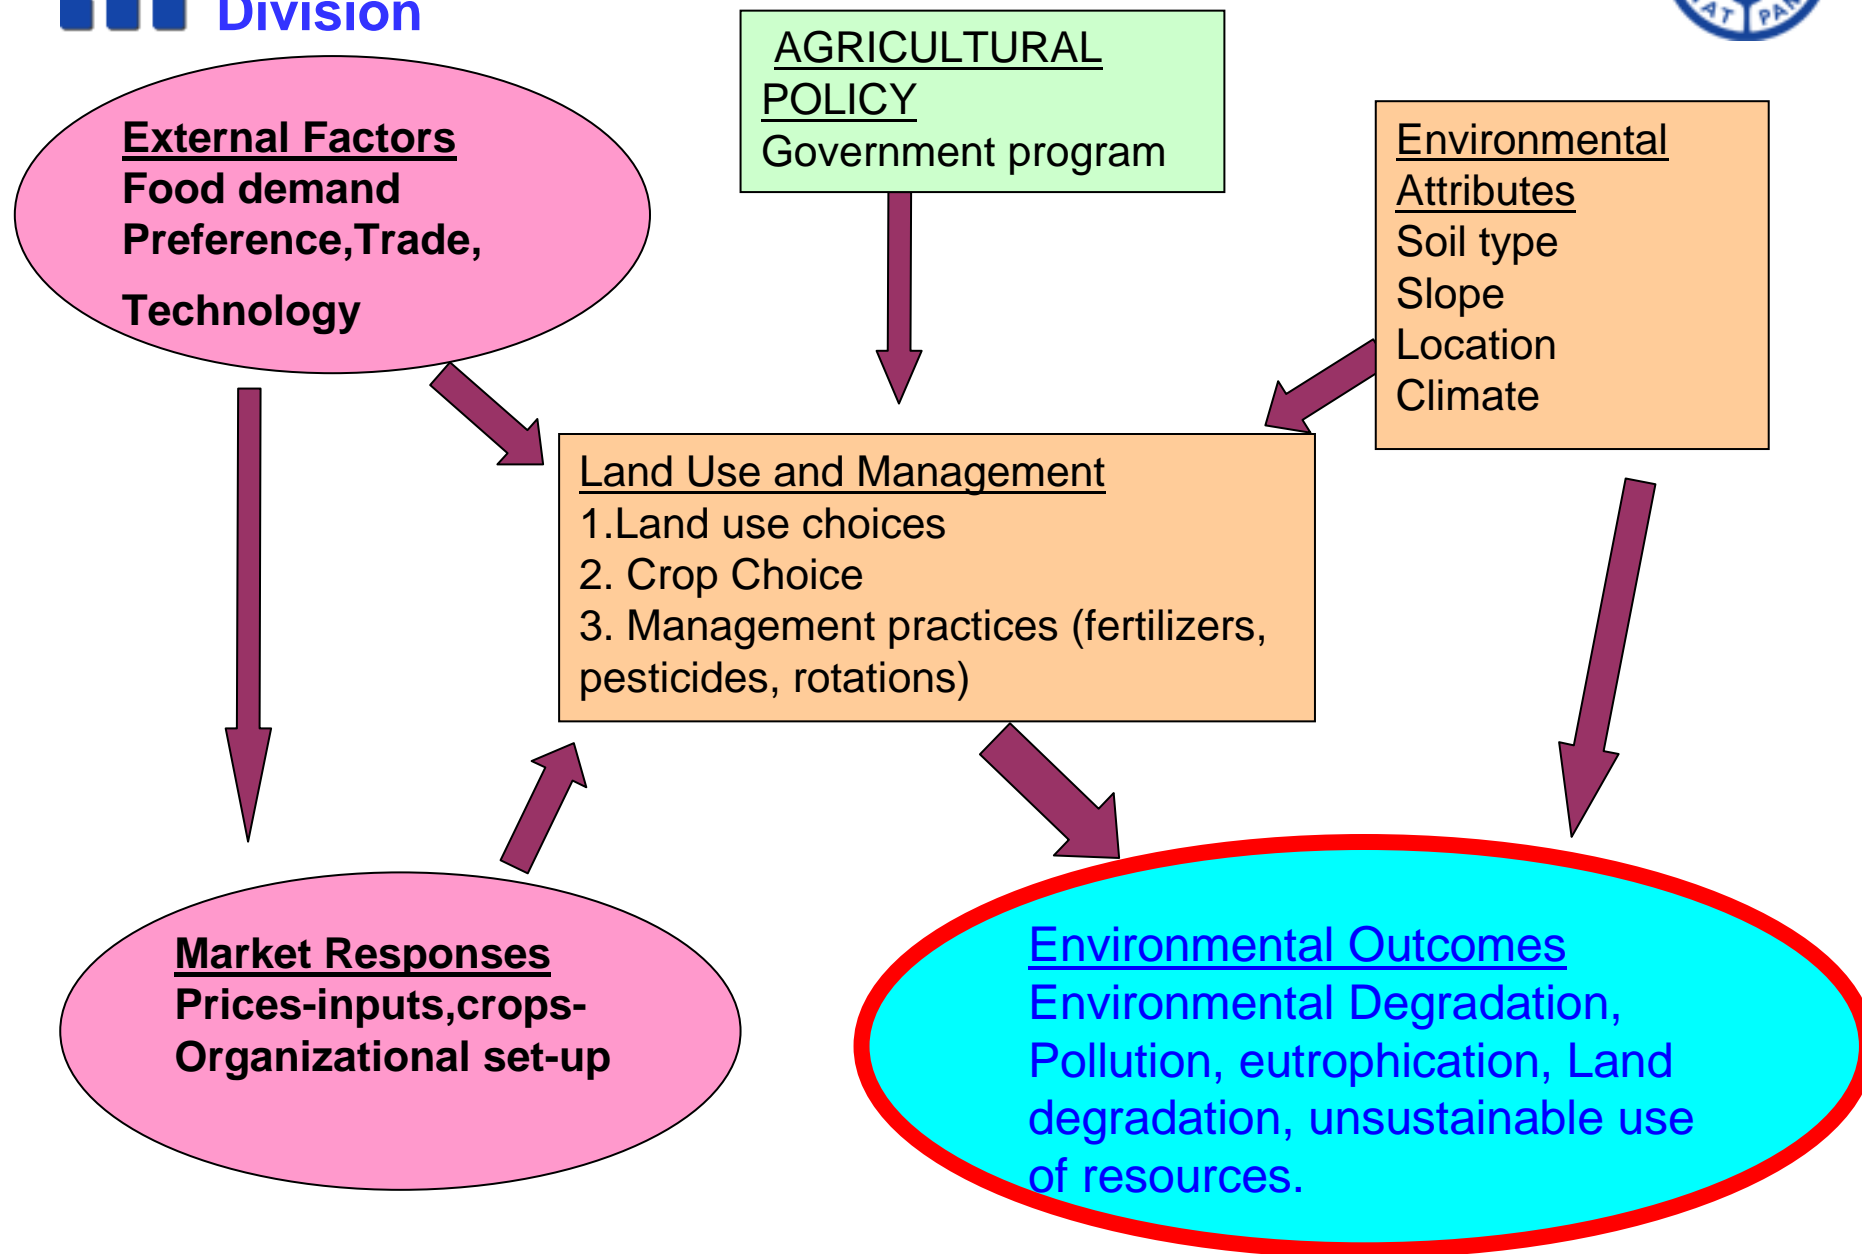 Division
AGRICULTURAL
POLICY
Government program
External Factors
Food demand
Preference,Trade,
Technology
Environmental
Attributes
Soil type
Slope
Location
Climate
Land Use and Management
1.Land use choices
2. Crop Choice
3. Management practices (fertilizers,
pesticides, rotations)
Market Responses
Prices-inputs,crops-
Organizational set-up
Environmental Outcomes
Environmental Degradation,
Pollution, eutrophication, Land
degradation, unsustainable use
of resources.